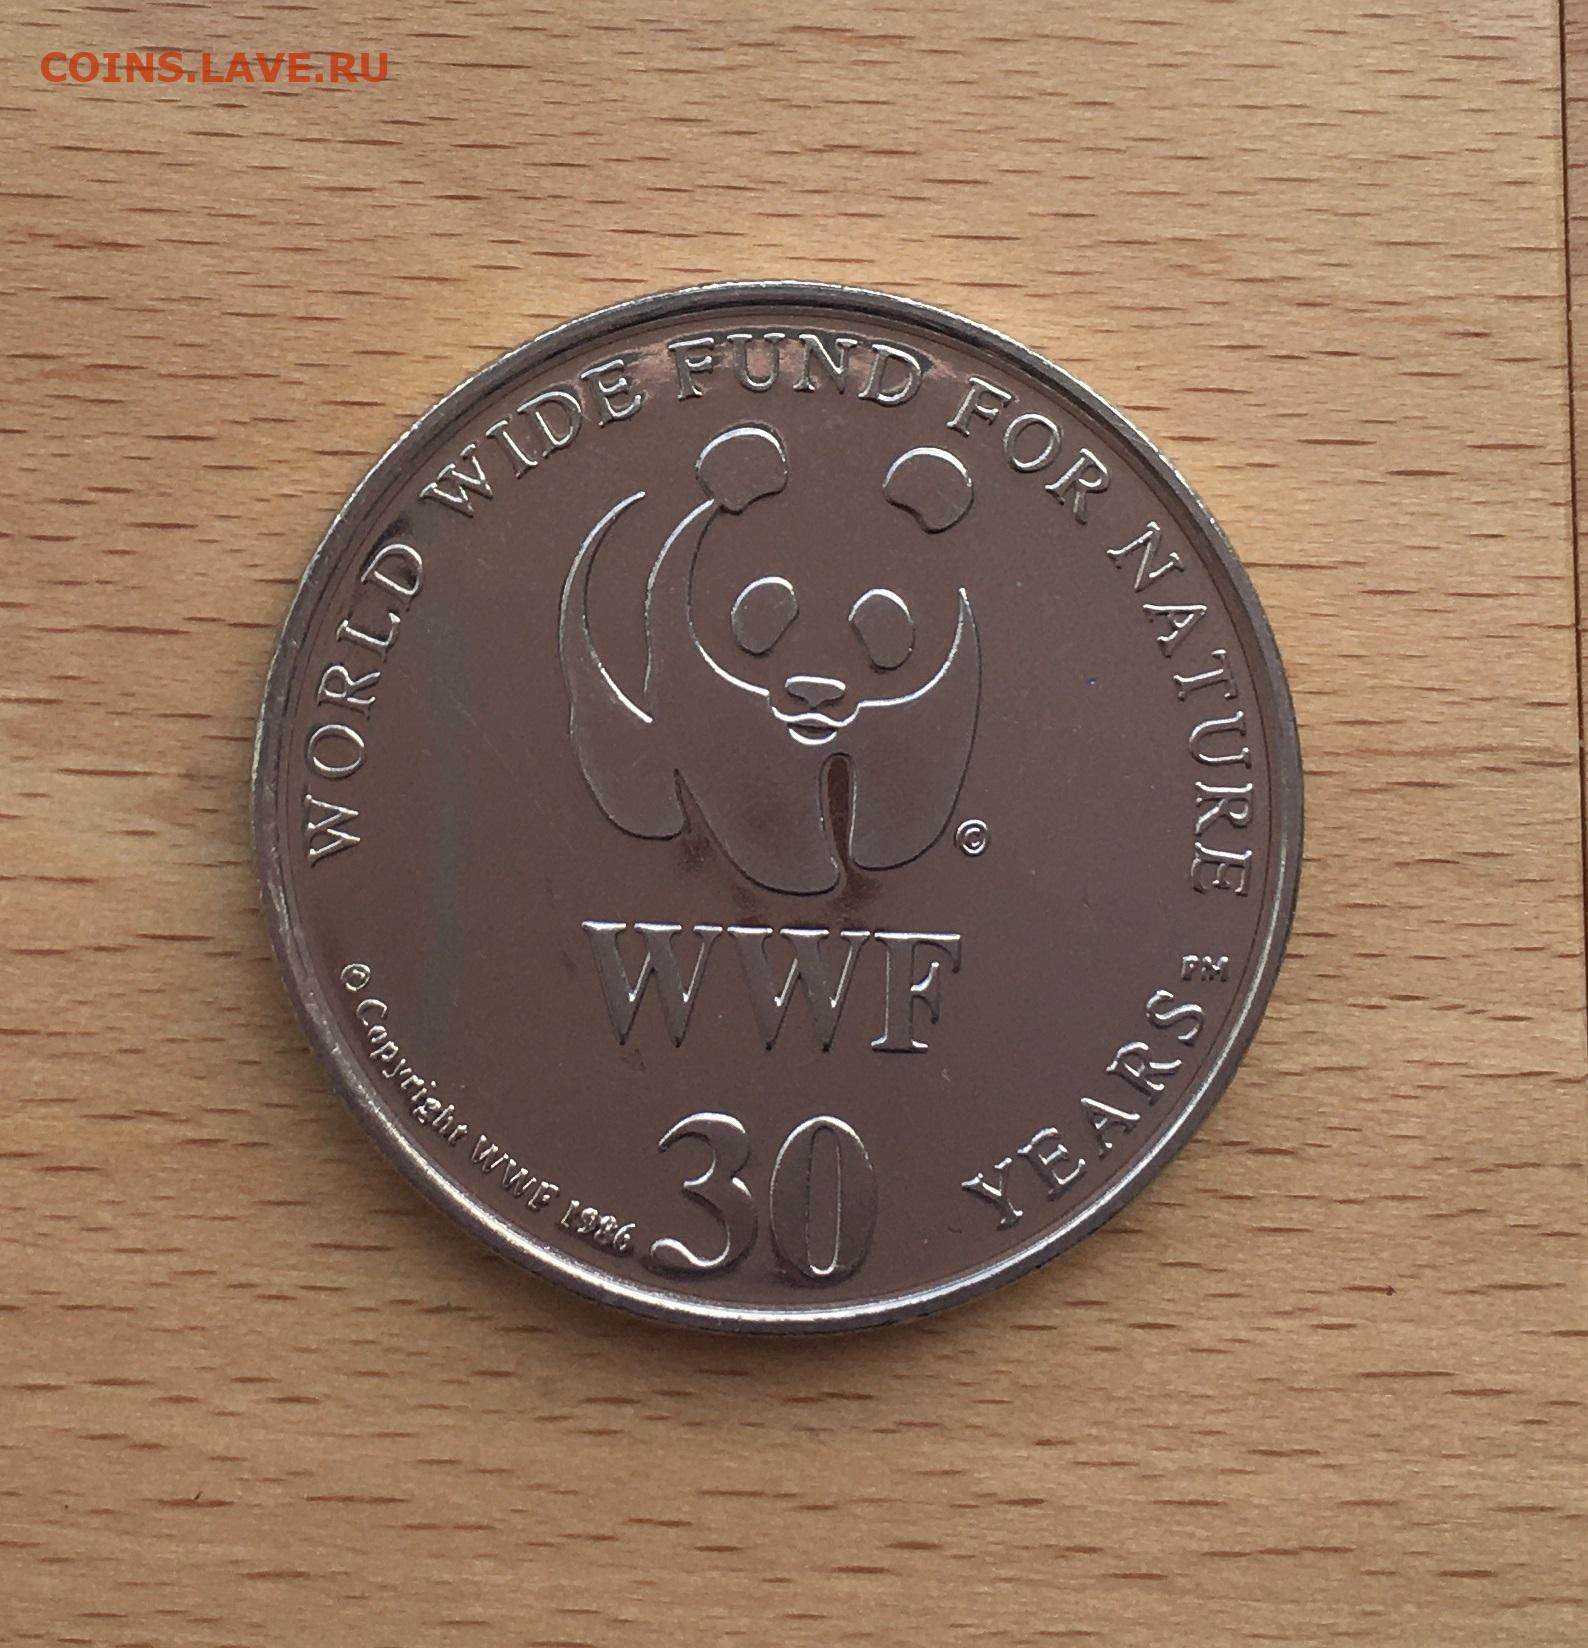 COINS.LAVE.RU
WORLD WIDE FUND FOR NATURE
©
WWF
PM
© Copyright WWF 1986
30 YEARS